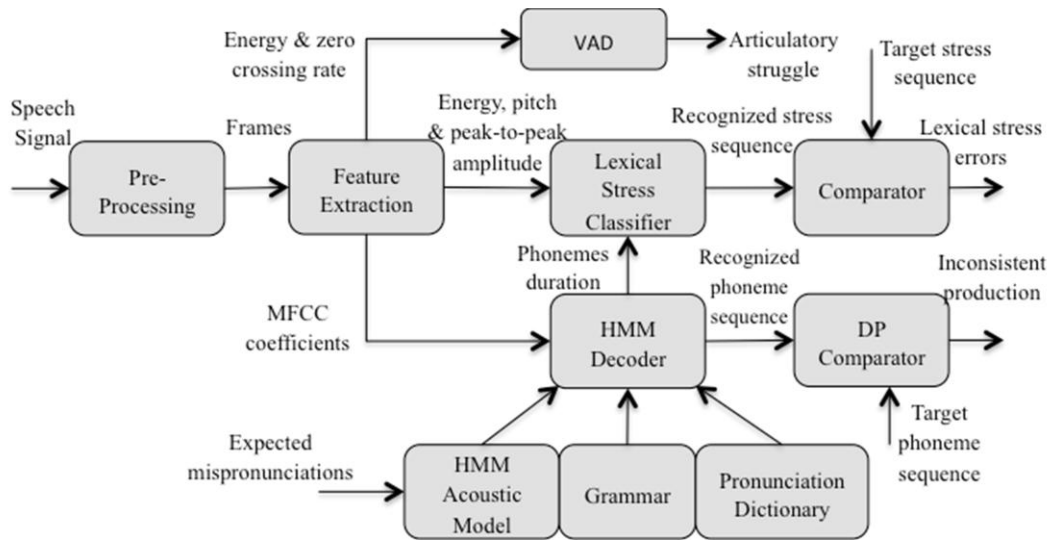 Energy & zero
crossing rate
VAD
Articulatory
struggle
Target stress
sequence
Speech
Signal
Frames
Energy, pitch
& peak-to-peak
amplitude
Recognized stress
sequence
Lexical stress
errors
Pre-
Processing
Feature
Extraction
Lexical
Stress
Classifier
Comparator
Phonemes
duration
Recognized
phoneme
sequence
Inconsistent
production
MFCC
coefficients
HMM
Decoder
DP
Comparator
Target
phoneme
sequence
Expected
mispronunciations
HMM
Acoustic
Model
Grammar
Pronunciation
Dictionary